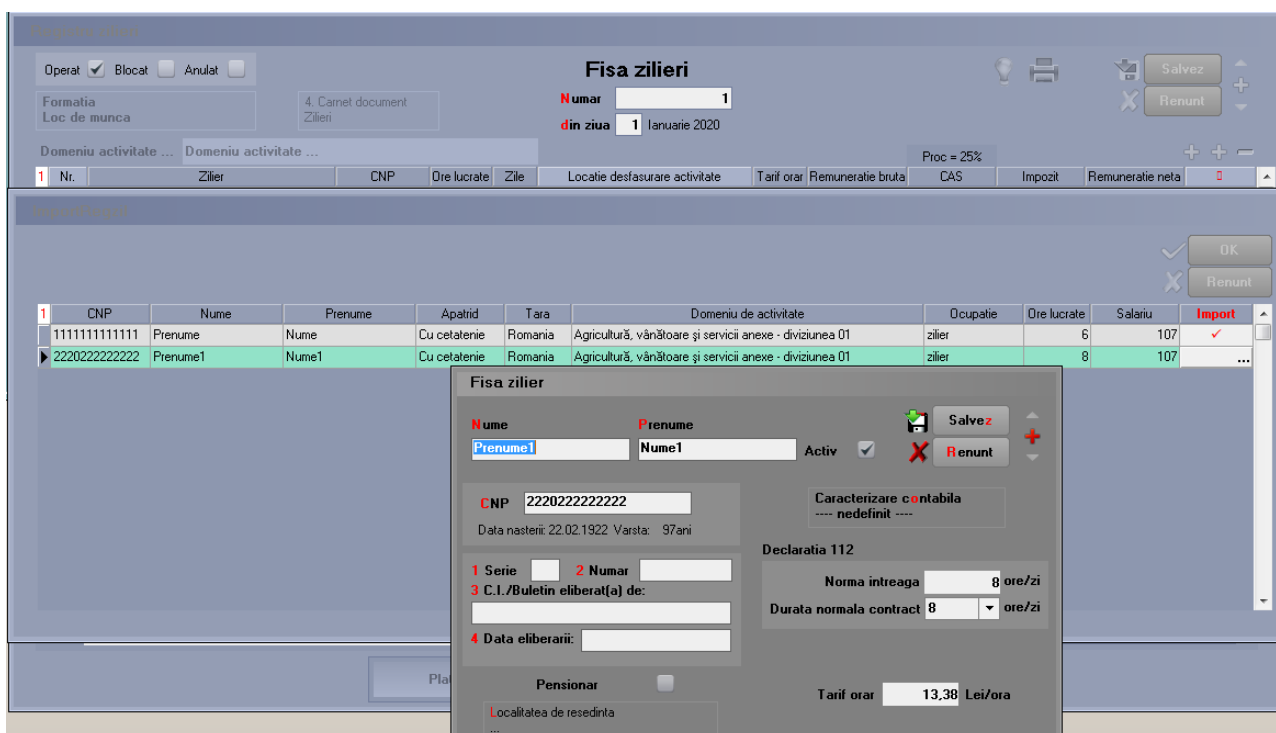 Operat Blocat Anulat
Fisa zilieri
Salvez
Renunt
Formatia
Loc de munca
4. Carnet document
Zilieri
Numar 1
din ziua 1 Ianuarie 2020
Domeniu activitate ... Domeniu activitate ...
Proc = 25%
1 Nr. Zilier CNP Ore lucrate Zile Locatie desfasurare activitate Tarif orar Remuneratie bruta CAS Impozit Remuneratie neta
OK
Renunt
1 CNP Nume Prenume Apatrid Tara Domeniu de activitate Ocupatie Ore lucrate Salariu Import
1111111111111 Prenume Nume Cu cetatenie Romania Agricultură, vânătoare şi servicii anexe - diviziunea 01 zilier 6 107 ✓
2220222222222 Prenume1 Nume1 Cu cetatenie Romania Agricultură, vânătoare şi servicii anexe - diviziunea 01 zilier 8 107 ...
Fisa zilier
Nume Prenume
Prenume1 Nume1 Activ
Salvez
Renunt
CNP 2220222222222
Data nasterii: 22.02.1922 Varsta: 97ani
Caracterizare contabila
---- nedefinit ----
Declaratia 112
1 Serie 2 Numar
3 C.I./Buletin eliberat(a) de:
4 Data eliberarii:
Norma intreaga 8 ore/zi
Durata normala contract 8 ore/zi
Pensionar
Tarif orar 13,38 Lei/ora
Localitatea de resedinta
...